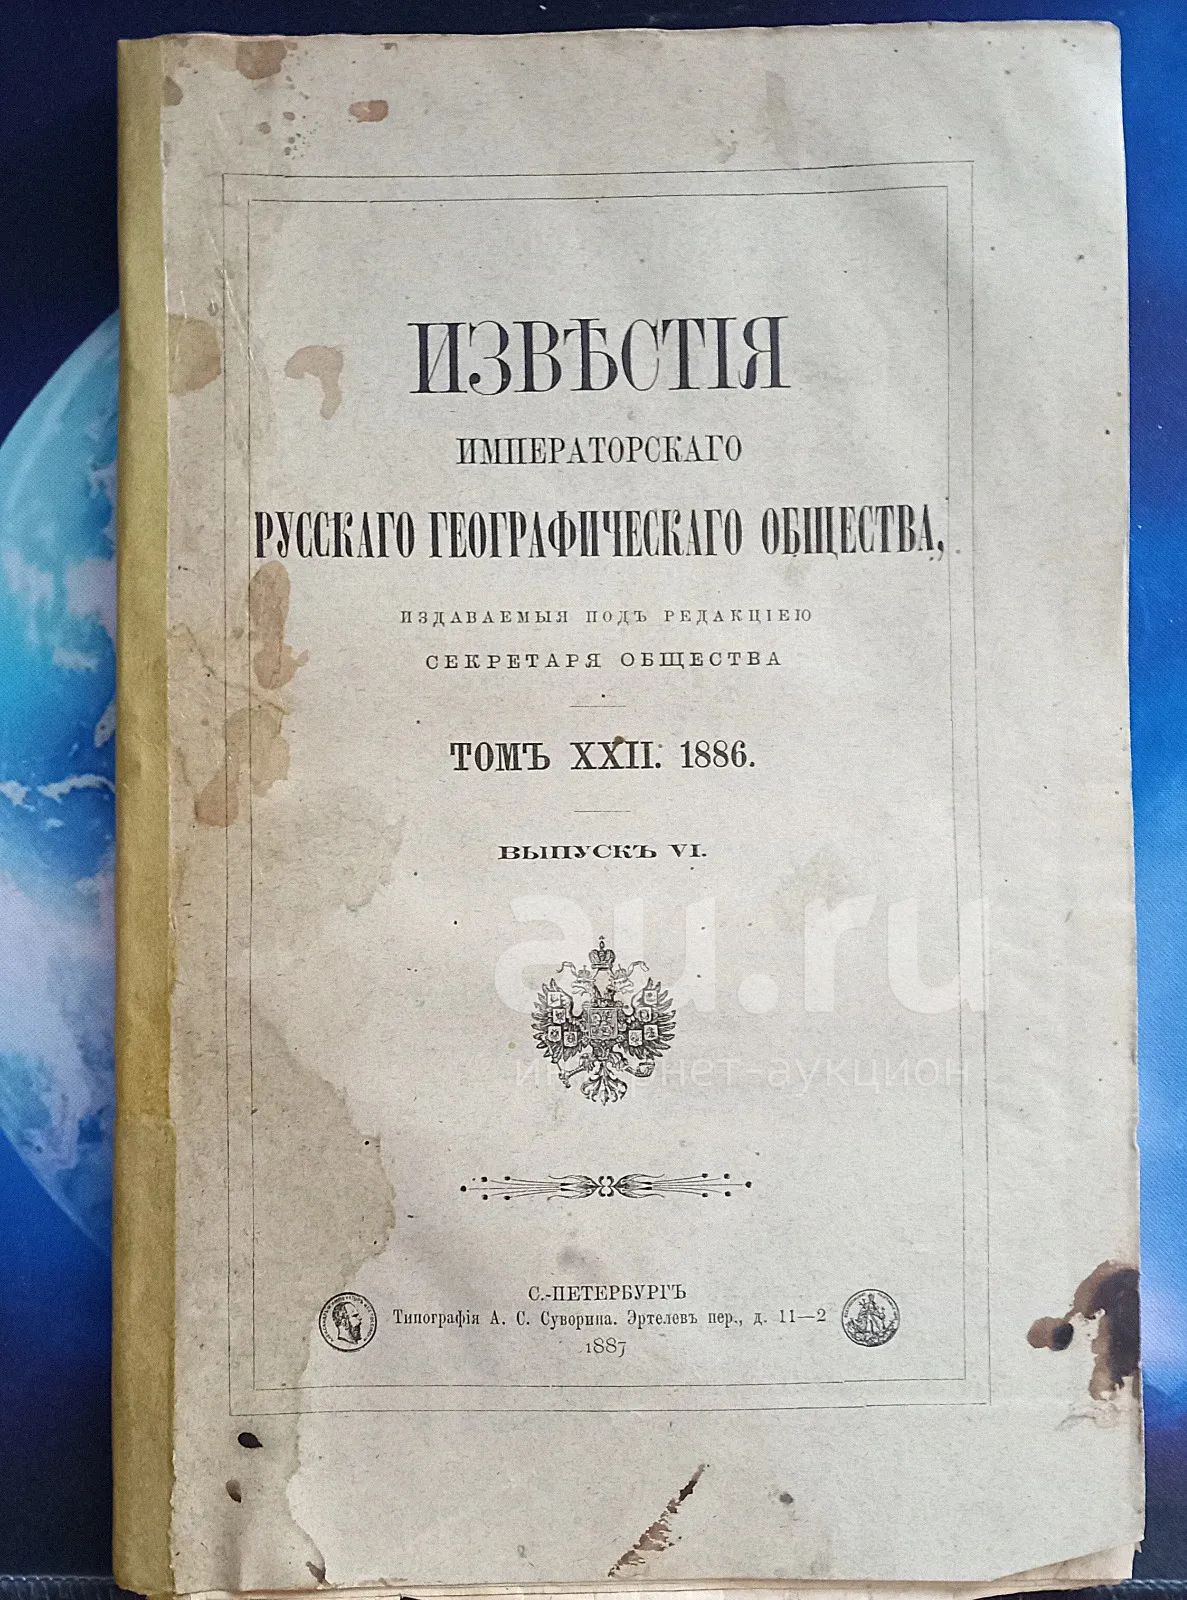 ИЗВѢСТІЯ
ИМПЕРАТОРСКАГО
РУССКАГО ГЕОГРАФИЧЕСКАГО ОБЩЕСТВА,
ИЗДАВАЕМЫЯ ПОДЪ РЕДАКЦІЕЮ
СЕКРЕТАРЯ ОБЩЕСТВА
ТОМЪ XXII. 1886.
ВЫПУСКЪ VI.
au.ru
интернет аукцион
С.-ПЕТЕРБУРГЪ
Типографія А. С. Суворина. Эртелевъ пер., д. 11—2
1887